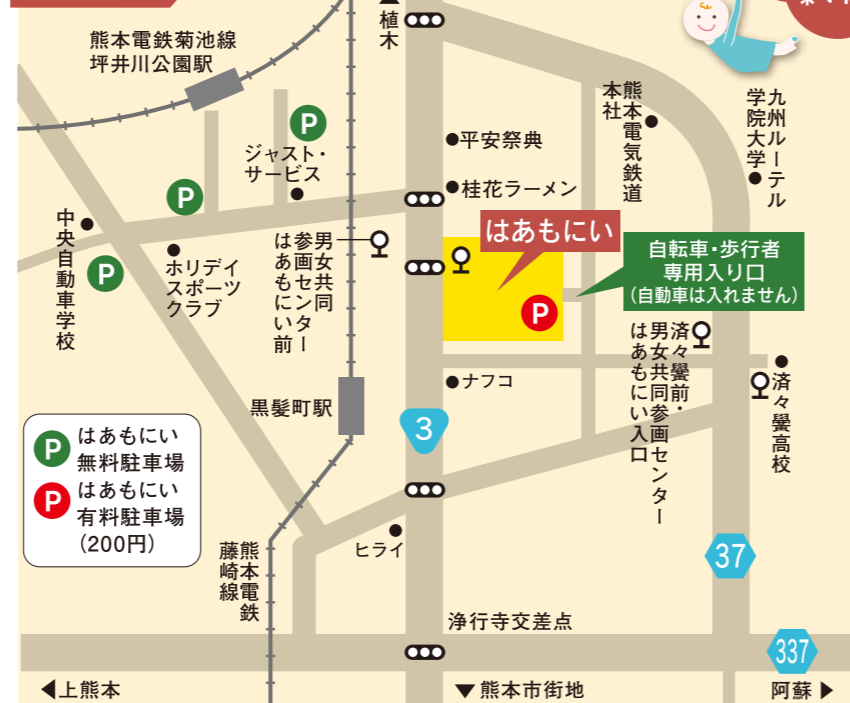 植木
熊本電鉄菊池線
坪井川公園駅
P
ジャスト・
サービス
平安祭典
熊本電気鉄道
本社
九州ルーテル
学院大学
桂花ラーメン
P
中央自動車学校
P
ホリデイ
スポーツ
クラブ
男女共同
参画センター
はあもにい前
はあもにい
P
自転車・歩行者
専用入り口
(自動車は入れません)
済々黌前・
男女共同参画センター
はあもにい入口
ナフコ
済々黌高校
黒髪町駅
3
P はあもにい
無料駐車場
P はあもにい
有料駐車場
(200円)
ヒライ
熊本電鉄
藤崎線
37
浄行寺交差点
337
◀上熊本
▼熊本市街地
阿蘇▶